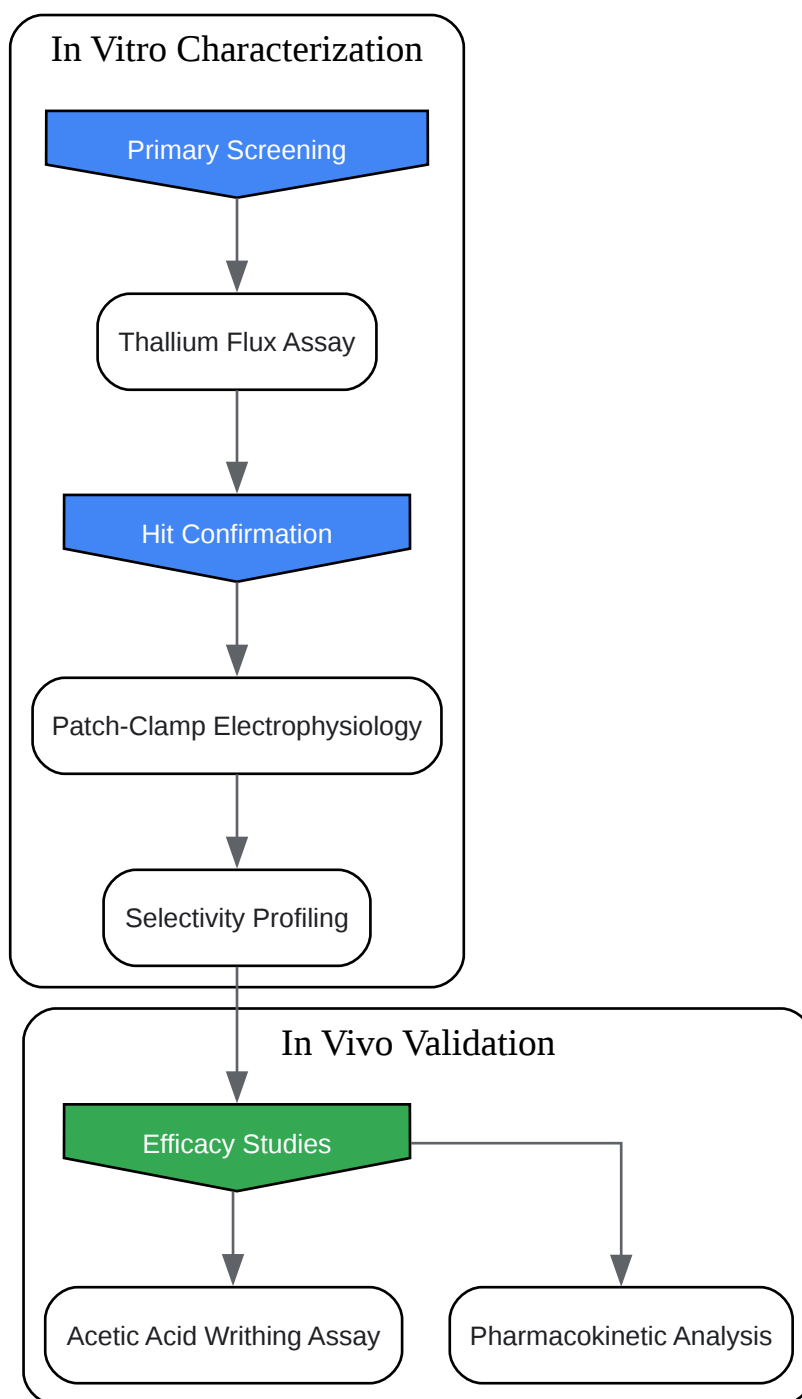 In Vitro Characterization
Primary Screening
Thallium Flux Assay
Hit Confirmation
Patch-Clamp Electrophysiology
Selectivity Profiling
In Vivo Validation
Efficacy Studies
Acetic Acid Writhing Assay
Pharmacokinetic Analysis